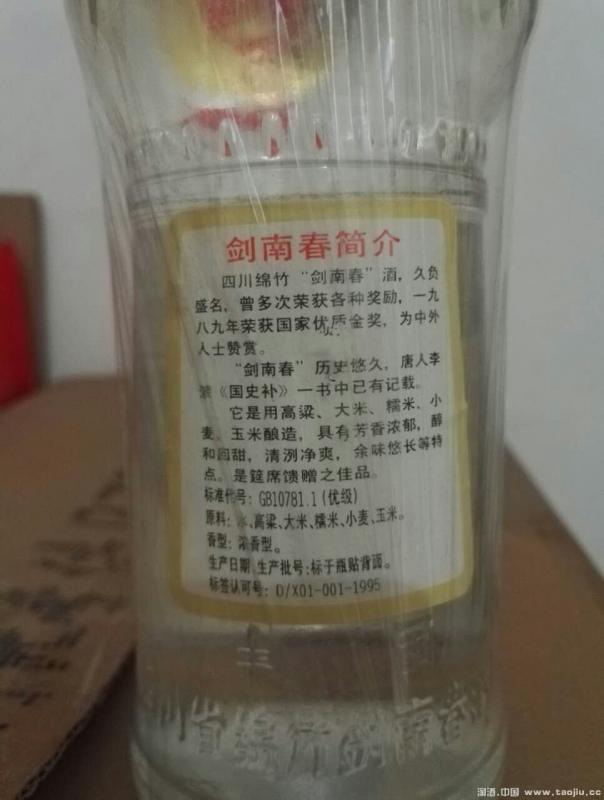 剑南春简介
四川绵竹“剑南春”酒，久负
盛名，曾多次荣获各种奖励，一九
八九年荣获国家优质金奖，为中外
人士赞赏。
“剑南春”历史悠久，唐人李
《国史补》一书中已有记载。
它是用高粱、大米、糯米、小
麦、玉米酿造，具有芳香浓郁，醇
和回甜，清洌净爽，余味悠长等特
点。是筵席馈赠之佳品。
标准代号：GB10781.1(优级)
原料：水、高粱、大米、糯米、小麦、玉米。
香型：浓香型。
生产日期、生产批号：标于瓶贴背面。
标签认可号：D/X01-001-1995
川省绵竹剑南春
淘酒.中国 www.taojiu.cc